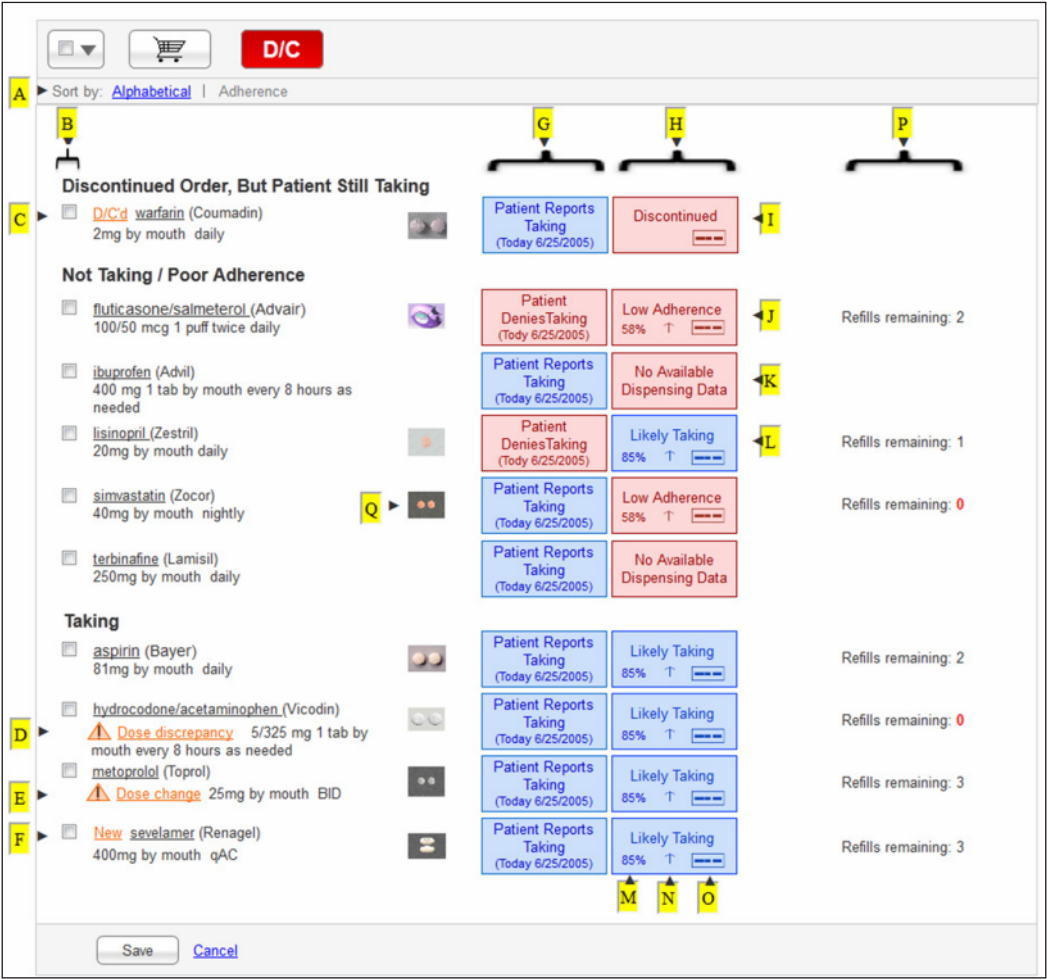 D/C
A Sort by: Alphabetical | Adherence
B G H P
Discontinued Order, But Patient Still Taking
C D/C'd warfarin (Coumadin)
2mg by mouth daily
Patient Reports
Taking
(Today 6/25/2005)
Discontinued
I
Not Taking / Poor Adherence
fluticasone/salmeterol (Advair)
100/50 mcg 1 puff twice daily
Patient
DeniesTaking
(Tody 6/25/2005)
Low Adherence
58% ↑
J
Refills remaining: 2
ibuprofen (Advil)
400 mg 1 tab by mouth every 8 hours as
needed
Patient Reports
Taking
(Today 6/25/2005)
No Available
Dispensing Data
K
lisinopril (Zestril)
20mg by mouth daily
Patient
DeniesTaking
(Tody 6/25/2005)
Likely Taking
85% ↑
L
Refills remaining: 1
simvastatin (Zocor)
40mg by mouth nightly
Q
Patient Reports
Taking
(Today 6/25/2005)
Low Adherence
58% ↑
Refills remaining: 0
terbinafine (Lamisil)
250mg by mouth daily
Patient Reports
Taking
(Today 6/25/2005)
No Available
Dispensing Data
Taking
aspirin (Bayer)
81mg by mouth daily
Patient Reports
Taking
(Today 6/25/2005)
Likely Taking
85% ↑
Refills remaining: 2
hydrocodone/acetaminophen (Vicodin)
D Dose discrepancy 5/325 mg 1 tab by
mouth every 8 hours as needed
Patient Reports
Taking
(Today 6/25/2005)
Likely Taking
85% ↑
Refills remaining: 0
metoprolol (Toprol)
E Dose change 25mg by mouth BID
Patient Reports
Taking
(Today 6/25/2005)
Likely Taking
85% ↑
Refills remaining: 3
F New sevelamer (Renagel)
400mg by mouth qAC
Patient Reports
Taking
(Today 6/25/2005)
Likely Taking
85% ↑
Refills remaining: 3
M N O
Save Cancel